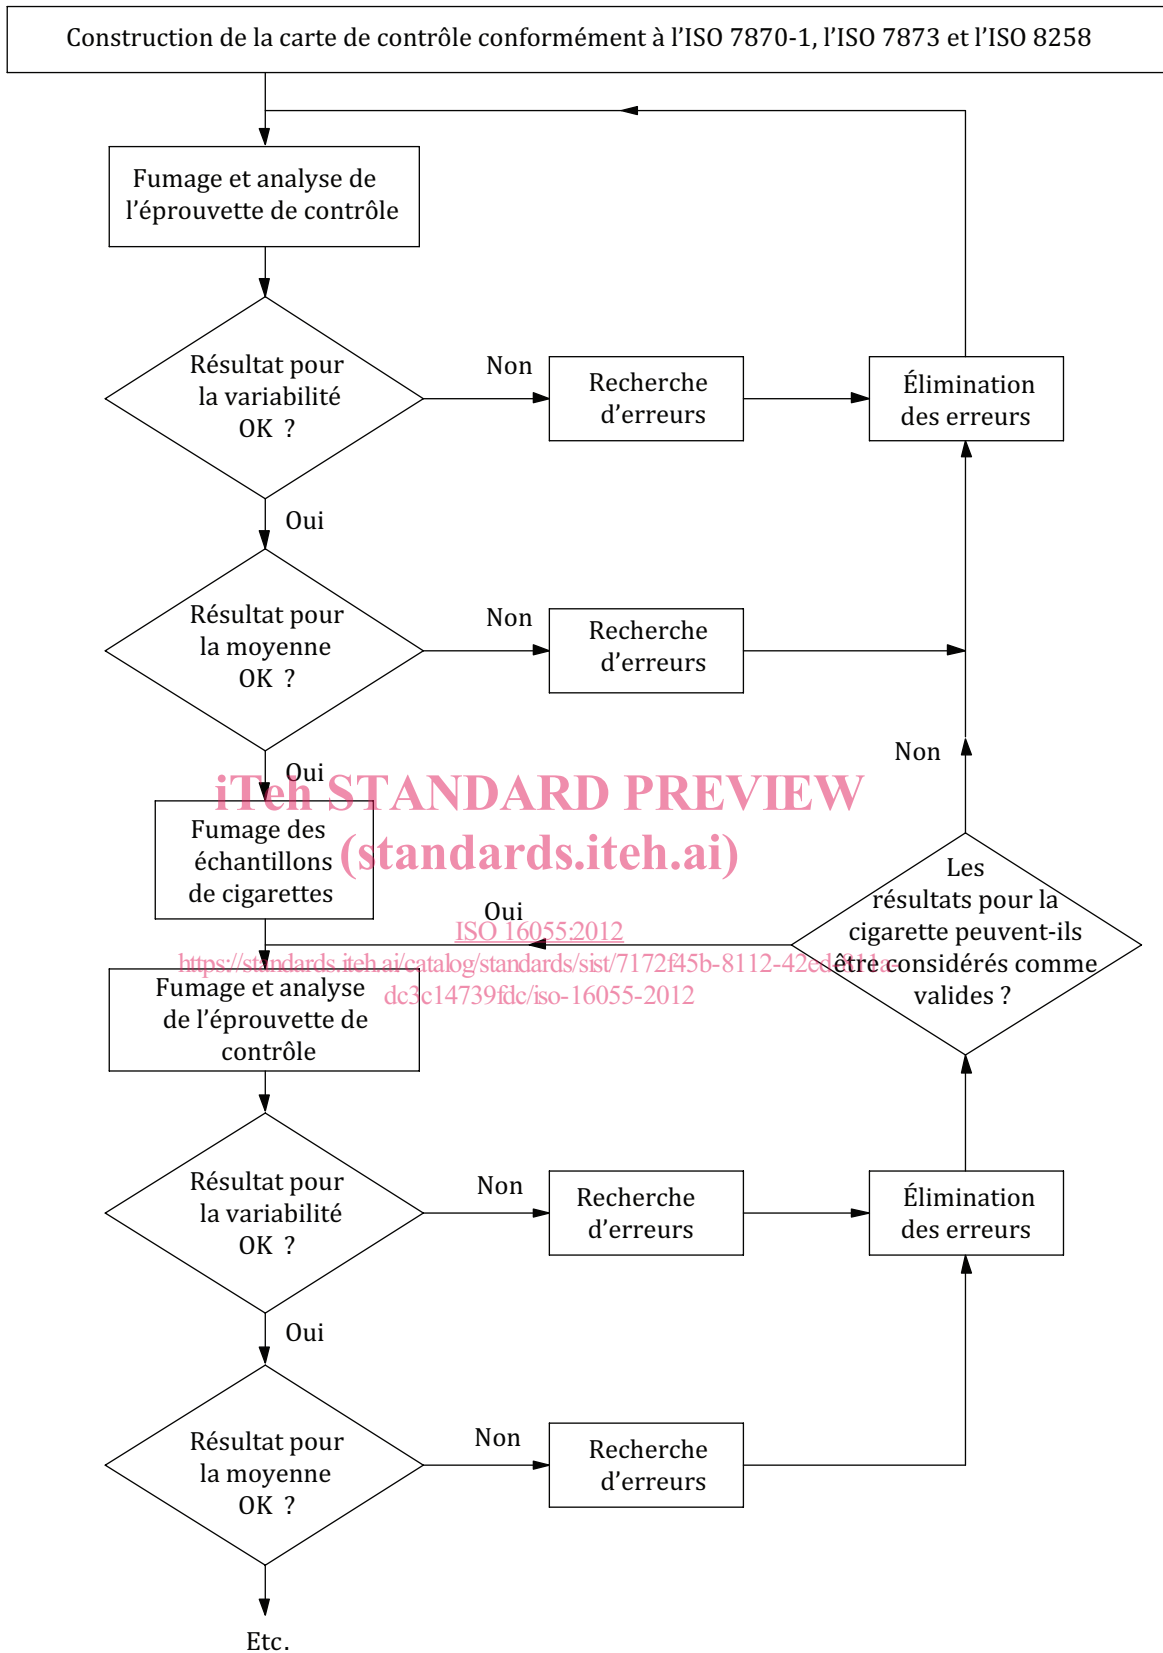 Construction de la carte de contrôle conformément à l’ISO 7870-1, l’ISO 7873 et l’ISO 8258
Fumage et analyse de
l’éprouvette de contrôle
Résultat pour
la variabilité
OK ?
Non
Recherche
d’erreurs
Élimination
des erreurs
Oui
Résultat pour
la moyenne
OK ?
Non
Recherche
d’erreurs
Oui
Non
iTeh STANDARD PREVIEW
(standards.iteh.ai)
Fumage des
échantillons
de cigarettes
Oui
Les
résultats pour la
cigarette peuvent-ils
être considérés comme
valides ?
ISO 16055:2012
https://standards.iteh.ai/catalog/standards/sist/7172f45b-8112-42ed-
dc3c14739fdc/iso-16055-2012
Fumage et analyse
de l’éprouvette de
contrôle
Résultat pour
la variabilité
OK ?
Non
Recherche
d’erreurs
Élimination
des erreurs
Oui
Résultat pour
la moyenne
OK ?
Non
Recherche
d’erreurs
Etc.